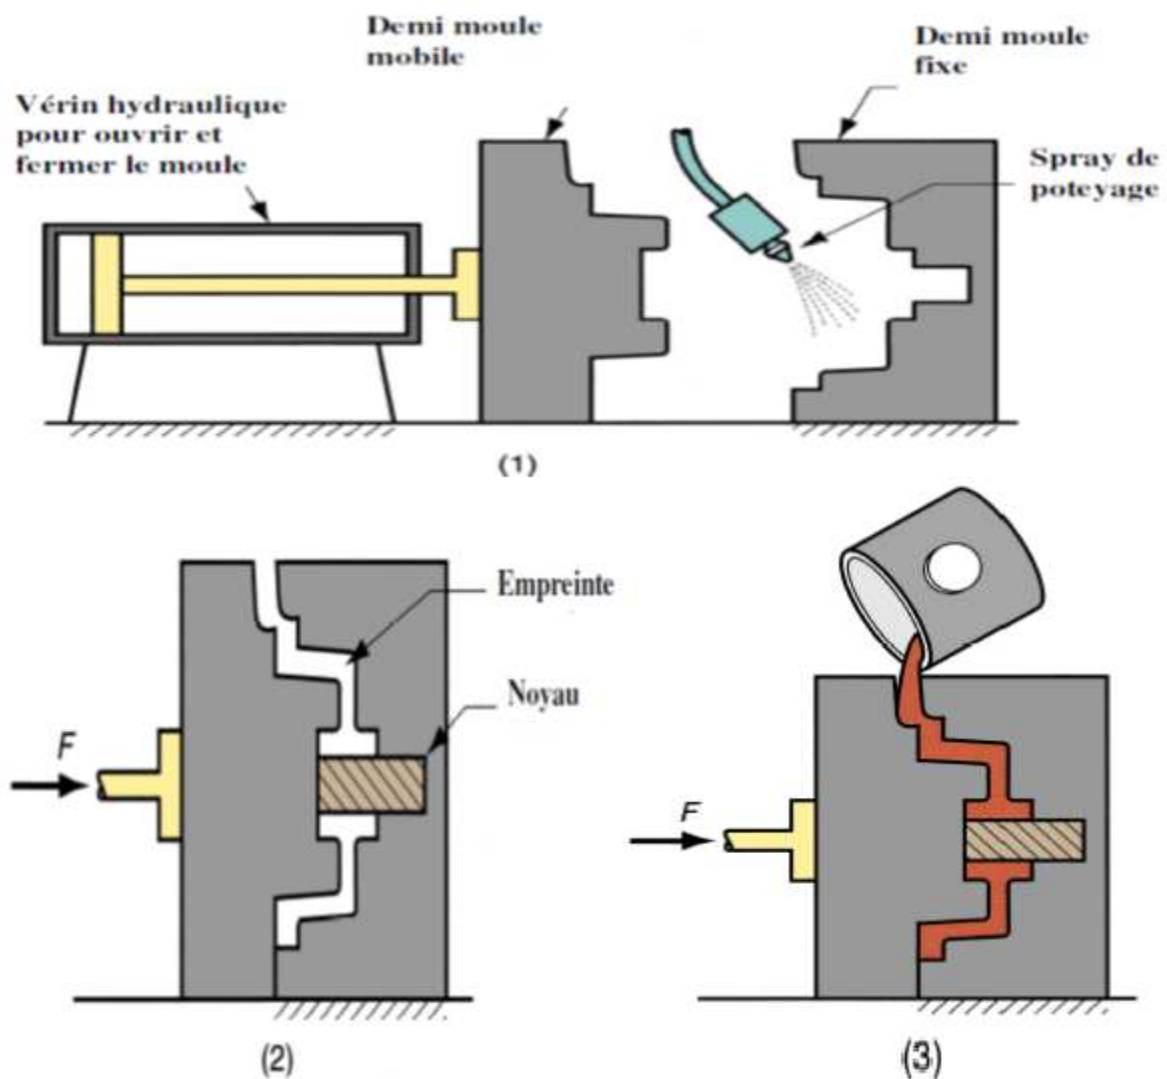 Demi moule
mobile
Demi moule
fixe
Vérin hydraulique
pour ouvrir et
fermer le moule
Spray de
poteyage
(1)
Empreinte
Noyau
F
F
(2)
(3)